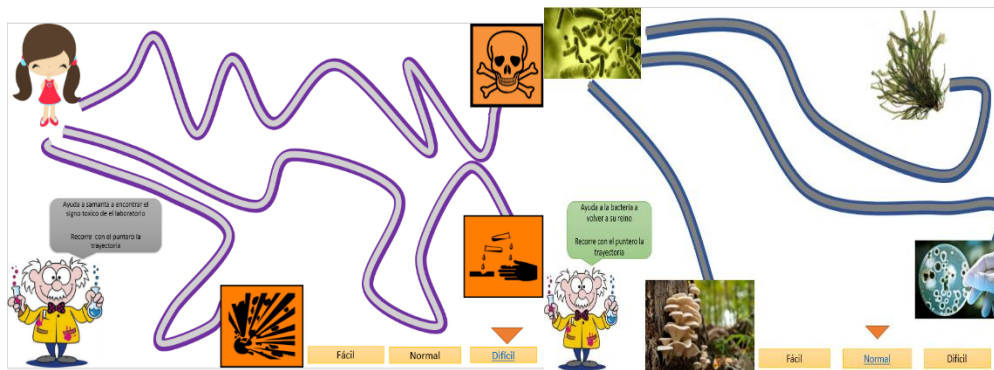 Ayuda a samanta a encontrar el
signo toxico de el laboratorio
Recorre con el puntero la
trayectoria
Fácil
Normal
Difícil
Ayuda a la bacteria a
volver a su reino
Recorre con el puntero la
trayectoria
Fácil
Normal
Difícil